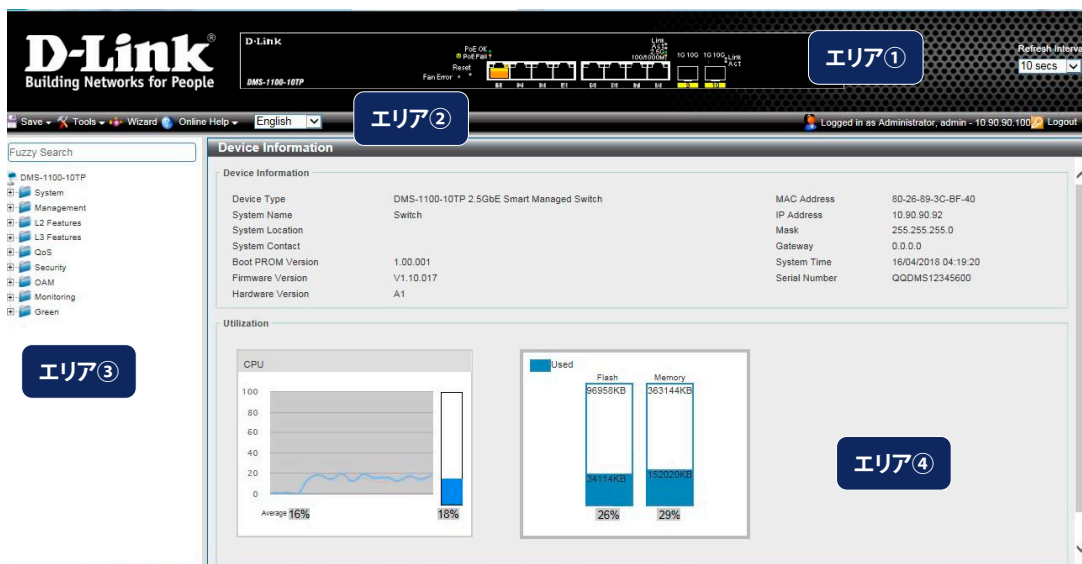 D-Link®
Building Networks for People
D-Link
DMS-1100-10TP
PoE OK
PoE Fail
Reset
Fan Error
Link
Act
2.5G
100/1000M
1G 10G 1G 10G
Link
Act
9 10
エリア①
Refresh Interva
10 secs
Save Tools Wizard Online Help English
エリア②
Logged in as Administrator, admin - 10.90.90.100 Logout
Fuzzy Search
DMS-1100-10TP
System
Management
L2 Features
L3 Features
QoS
Security
OAM
Monitoring
Green
エリア③
Device Information
Device Information
Device Type DMS-1100-10TP 2.5GbE Smart Managed Switch MAC Address 80-26-89-3C-BF-40
System Name Switch IP Address 10.90.90.92
System Location Mask 255.255.255.0
System Contact Gateway 0.0.0.0
Boot PROM Version 1.00.001 System Time 16/04/2018 04:19:20
Firmware Version V1.10.017 Serial Number QQDMS12345600
Hardware Version A1
Utilization
CPU
100
80
60
40
20
0
Average 16% 18%
Used
Flash Memory
96958KB 363144KB
34114KB 152020KB
26% 29%
エリア④